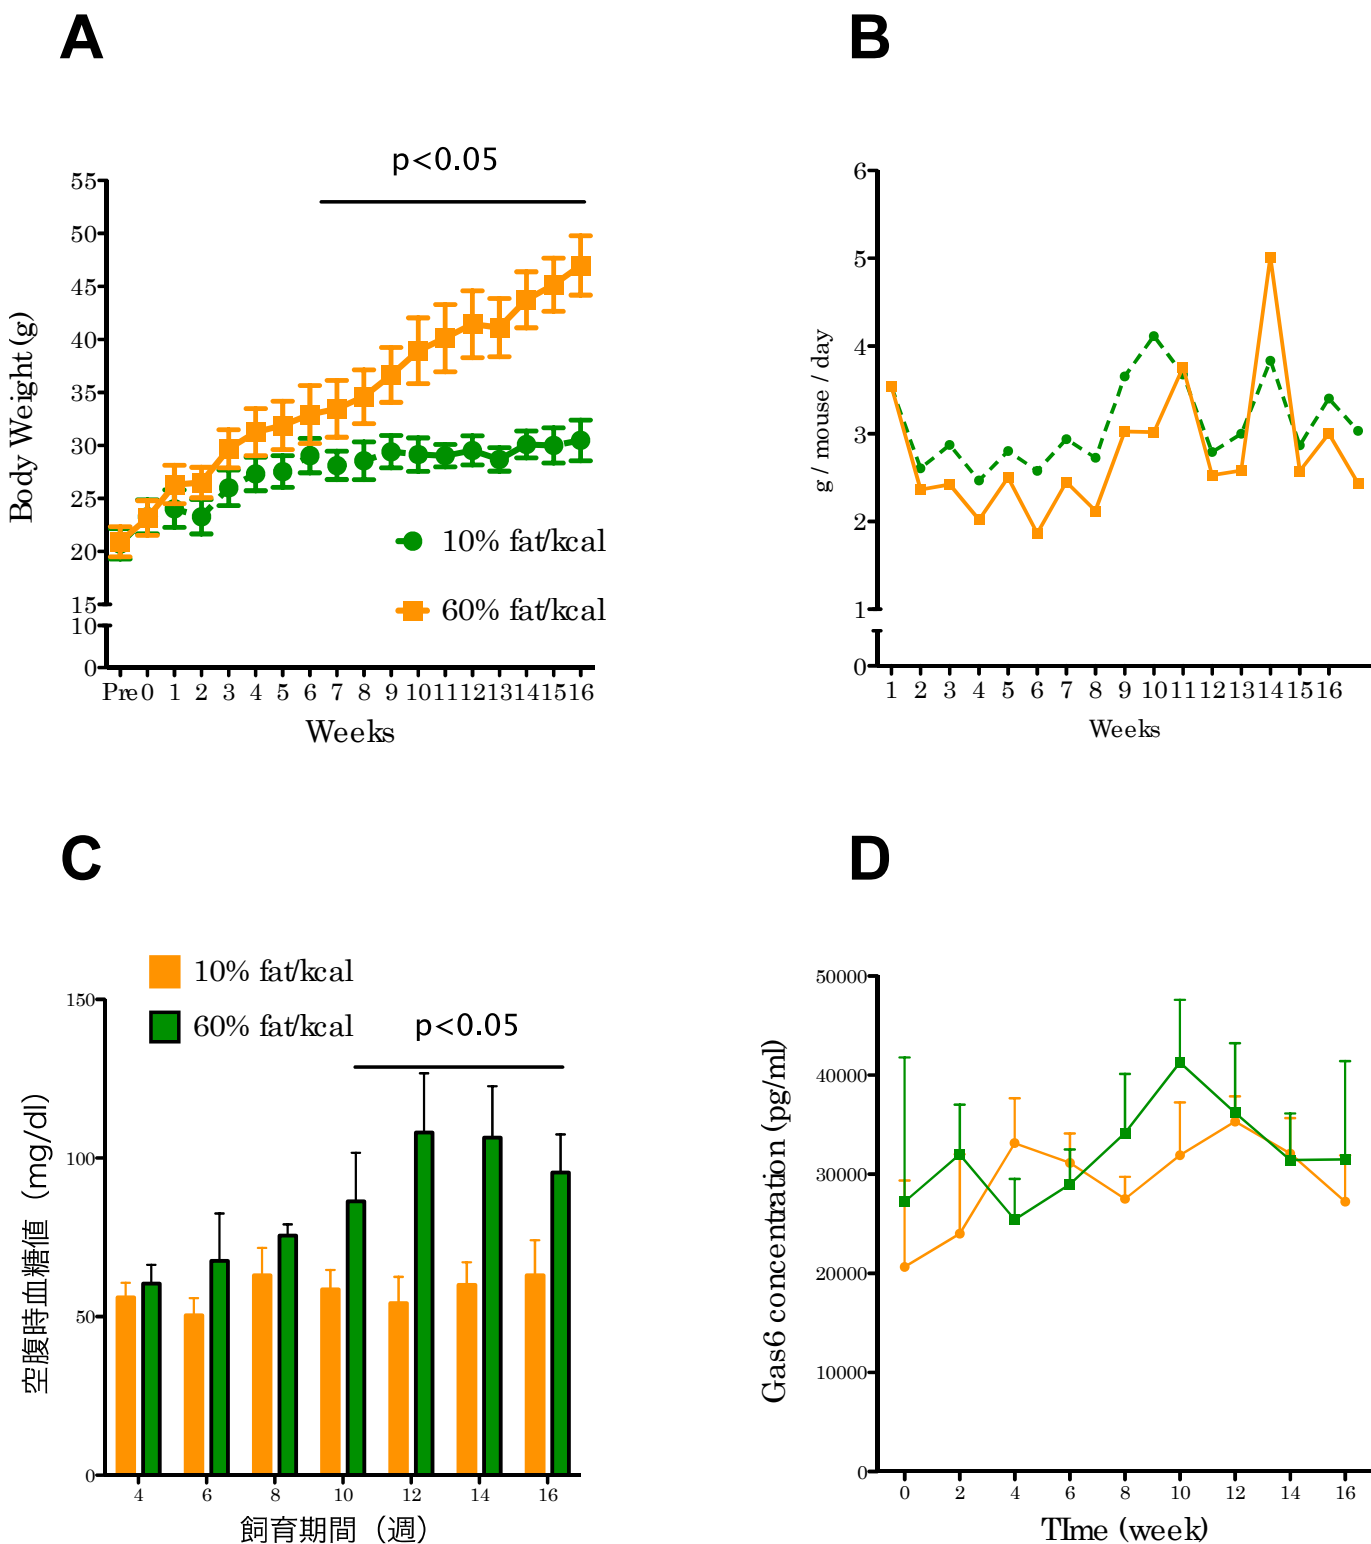 A
p<0.05
55
50
45
40
35
30
25
20
15
10
0
Body Weight (g)
10% fat/kcal
60% fat/kcal
Pre 0 1 2 3 4 5 6 7 8 9 10 11 12 13 14 15 16
Weeks
B
6
5
4
3
2
1
0
g / mouse / day
1 2 3 4 5 6 7 8 9 10 11 12 13 14 15 16
Weeks
C
10% fat/kcal
60% fat/kcal
p<0.05
150
100
50
0
空腹時血糖値（mg/dl）
4 6 8 10 12 14 16
飼育期間（週）
D
50000
40000
30000
20000
10000
0
Gas6 concentration (pg/ml)
0 2 4 6 8 10 12 14 16
TIme (week)